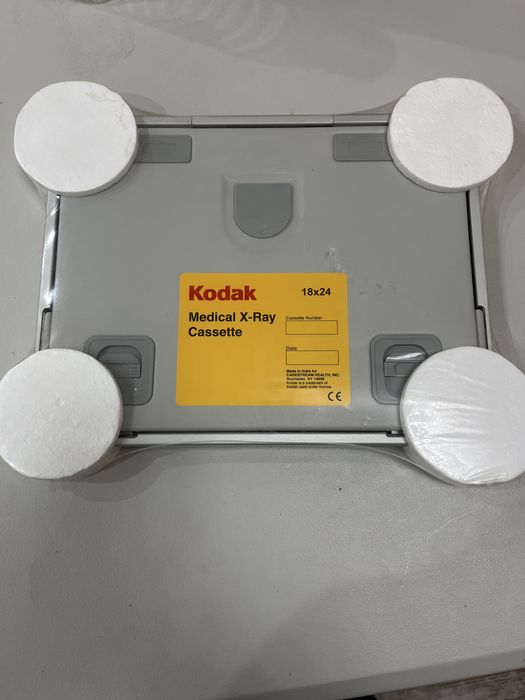 Kodak 18x24
Medical X-Ray
Cassette
Cassette Number
Date
Made in India for
CARESTREAM HEALTH, INC.
Rochester, NY 14608
Kodak is a trademark of
Kodak used under license
CE